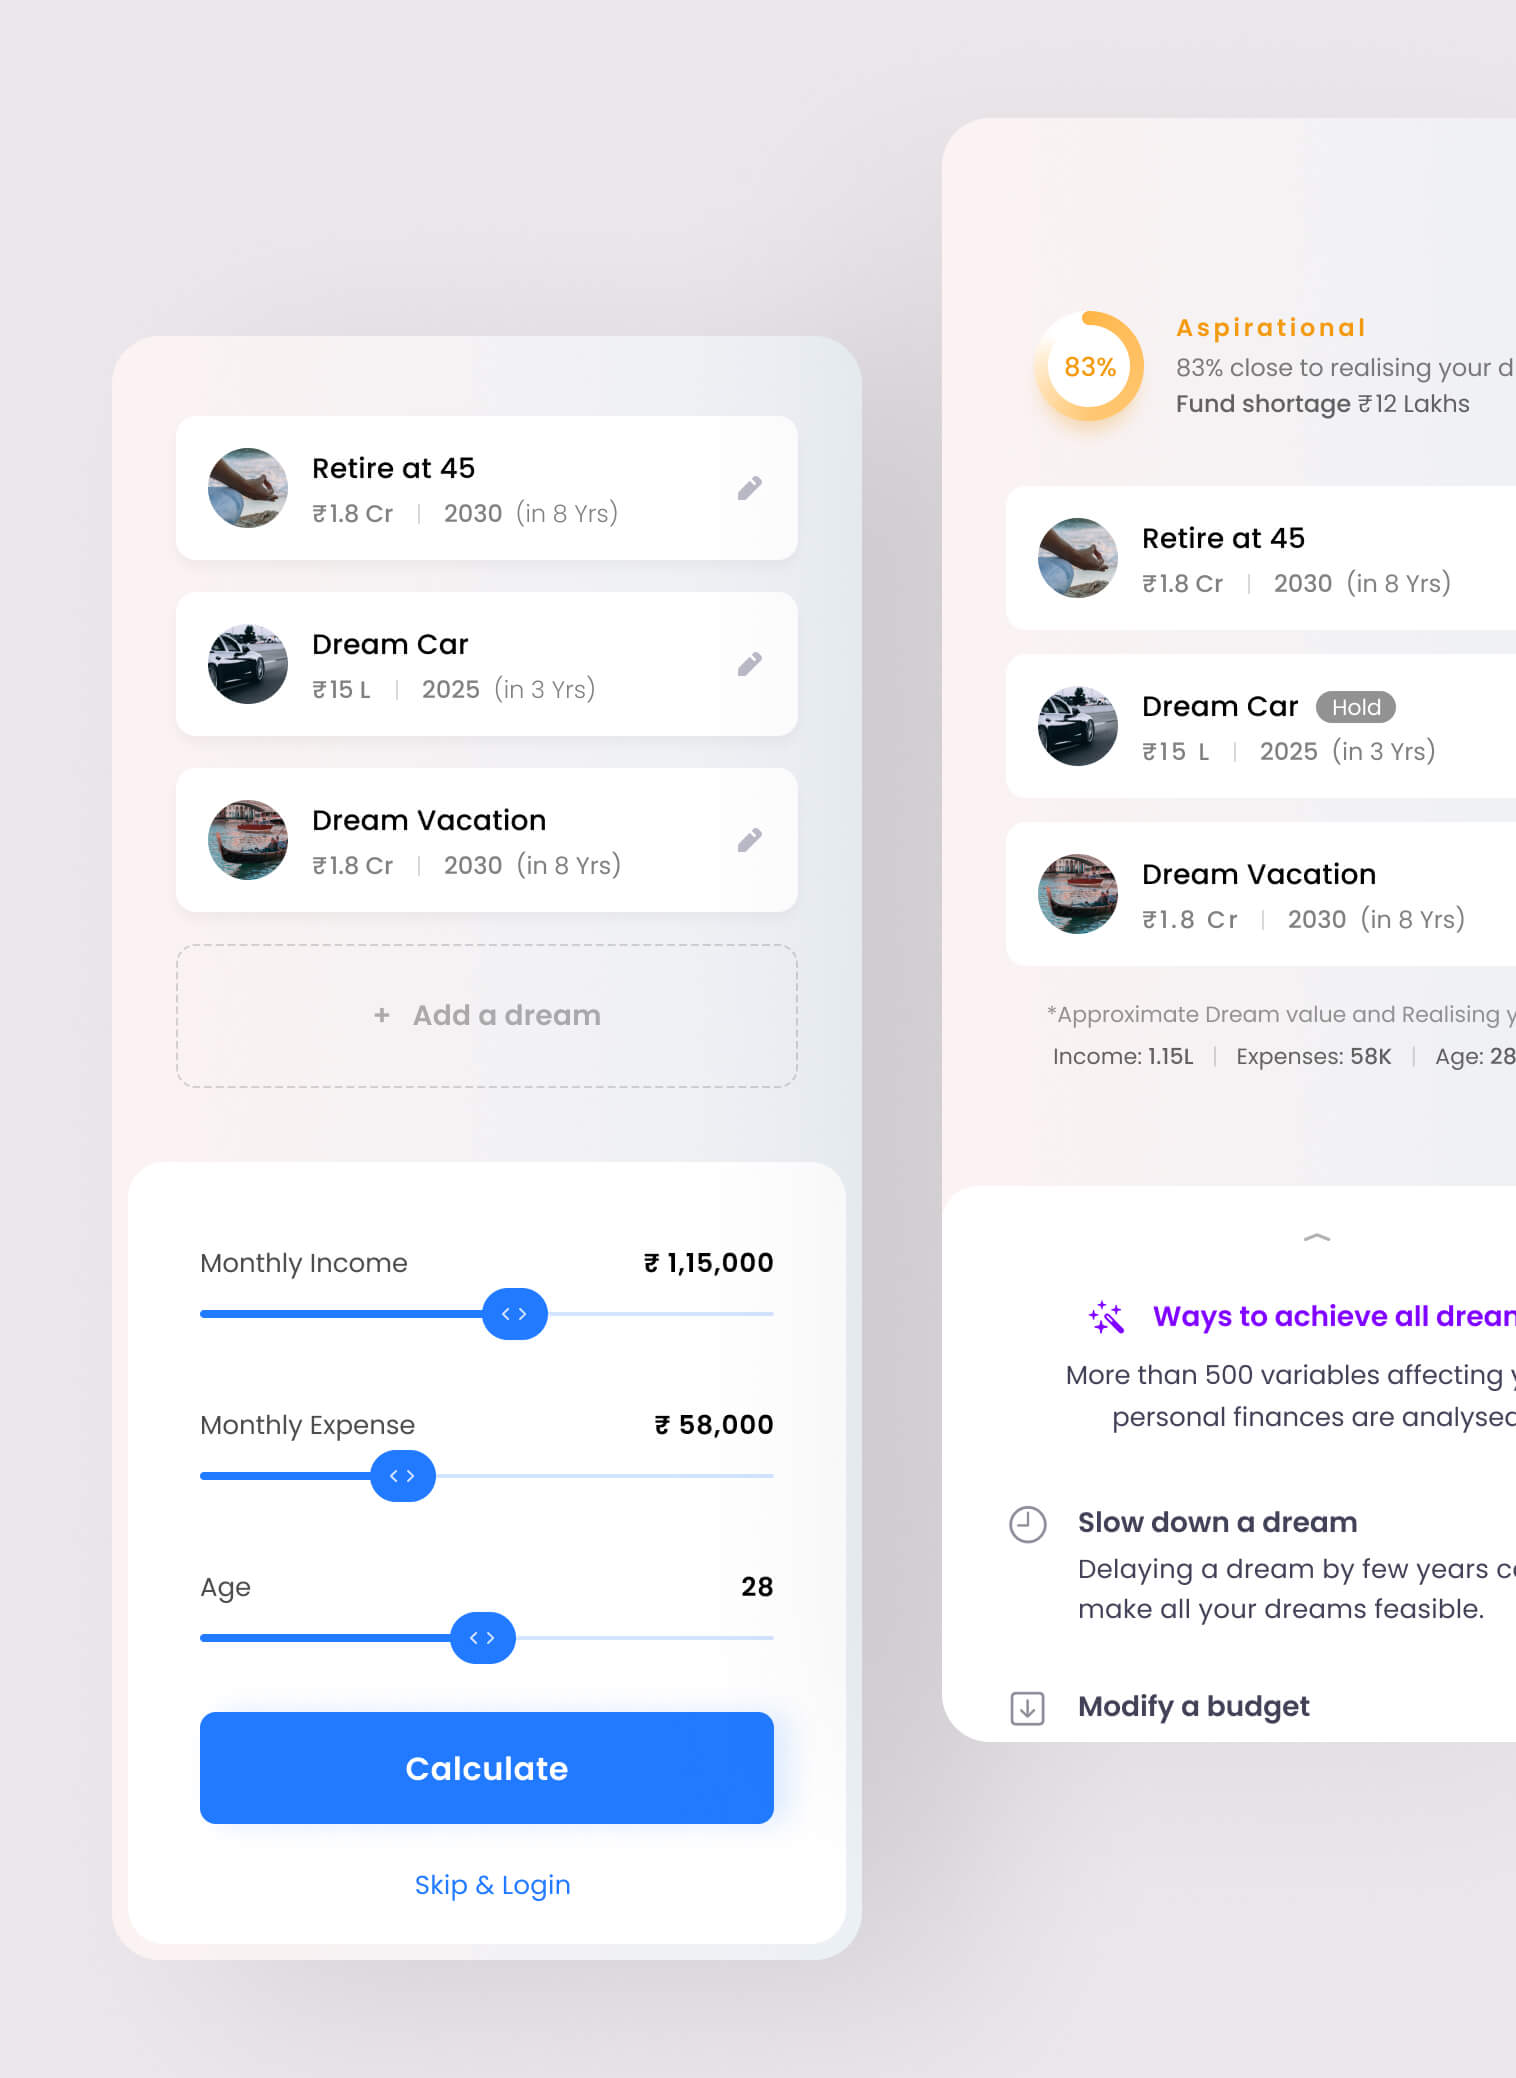 Retire at 45
₹1.8 Cr | 2030 (in 8 Yrs)
Dream Car
₹15 L | 2025 (in 3 Yrs)
Dream Vacation
₹1.8 Cr | 2030 (in 8 Yrs)
+ Add a dream
Monthly Income ₹ 1,15,000
Monthly Expense ₹ 58,000
Age 28
Calculate
Skip & Login
83%
Aspirational
83% close to realising your
Fund shortage ₹12 Lakhs
Retire at 45
₹1.8 Cr | 2030 (in 8 Yrs)
Dream Car Hold
₹15 L | 2025 (in 3 Yrs)
Dream Vacation
₹1.8 Cr | 2030 (in 8 Yrs)
*Approximate Dream value and Realising
Income: 1.15L | Expenses: 58K | Age: 28
Ways to achieve all
More than 500 variables affecting
personal finances are analysed
Slow down a dream
Delaying a dream by few years
make all your dreams feasible.
Modify a budget